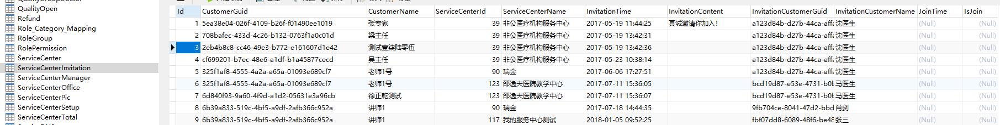 QualityOpen
Refund
Role_Category_Mapping
RoleGroup
RolePermission
ServiceCenter
ServiceCenterInvitation
ServiceCenterManager
ServiceCenterOffice
ServiceCenterPic
ServiceCenterSetup
ServiceCenterTotal
Id CustomerGuid CustomerName ServiceCenterId ServiceCenterName InvitationTime InvitationContent InvitationCustomerGuid InvitationCustomerName JoinTime IsJoin
1 5ea38e04-026f-4109-b26f-f01490ee1019 张专家 39 非公医疗机构服务中心 2017-05-19 11:44:25 真诚邀请你加入! a123d84b-d27b-44ca-affa 沈医生 (Null) (Null)
2 708bafec-433d-4c26-b132-0763f1a0c01d 梁主任 39 非公医疗机构服务中心 2017-05-19 13:42:31 a123d84b-d27b-44ca-affa 沈医生 (Null) (Null)
3 2eb4b8c8-cc46-49e3-b772-e161607d1e42 测试壹柒陆零伍 39 非公医疗机构服务中心 2017-05-19 13:42:36 a123d84b-d27b-44ca-affa 沈医生 (Null) (Null)
4 cf699201-b7ec-48e6-a1df-b1a45877cecd 吴主任 39 非公医疗机构服务中心 2017-05-23 10:38:14 a123d84b-d27b-44ca-affa 沈医生 (Null) (Null)
5 325f1af8-4555-4a2a-a65a-01093e689cf7 老师1号 90 瑞金 2017-06-06 17:27:51 a123d84b-d27b-44ca-affa 沈医生 (Null) (Null)
6 325f1af8-4555-4a2a-a65a-01093e689cf7 老师1号 123 邵逸夫医院教学中心 2017-07-11 15:36:05 bcd19d87-e53e-4731-b0b 马医生 (Null) (Null)
7 6d840f93-9a60-4f9d-a1d2-05631e3a96cb 徐正乾测试 123 邵逸夫医院教学中心 2017-07-11 15:36:07 bcd19d87-e53e-4731-b0b 马医生 (Null) (Null)
8 6b39a833-519c-4bf5-a9df-2afb366c952a 讲师1 90 瑞金 2017-07-18 14:44:35 9fb704ce-8041-47d2-bbd 肖剑 (Null) (Null)
9 6b39a833-519c-4bf5-a9df-2afb366c952a 讲师1 117 我的服务中心测试 2018-01-05 09:52:25 fbf07dd8-6089-48f6-be48 张三 (Null) (Null)